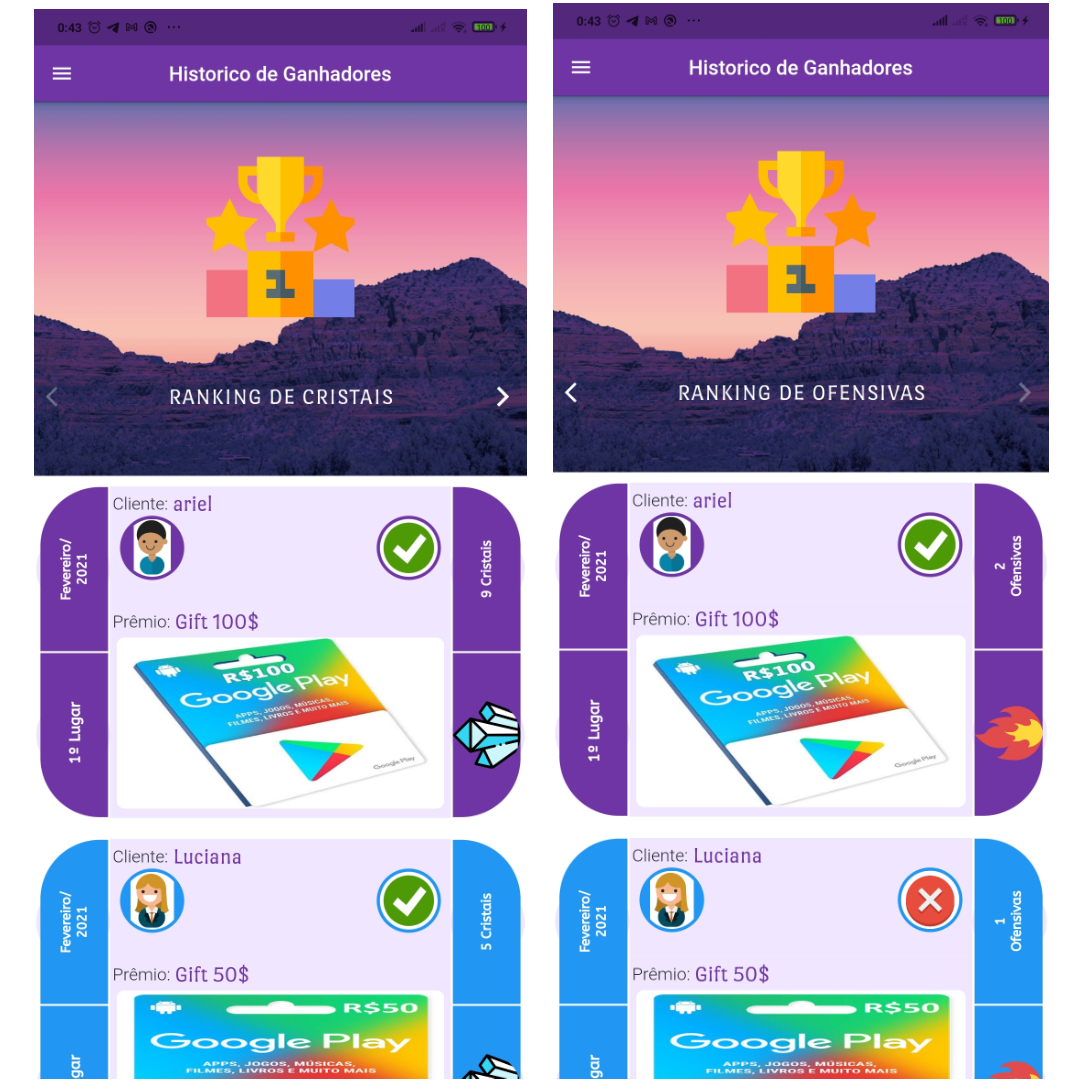 0:43
100
Historico de Ganhadores
1
RANKING DE CRISTAIS
Cliente: ariel
Fevereiro/
2021
9 Cristais
Prêmio: Gift 100$
1º Lugar
R$100
Google Play
APPS, JOGOS, MÚSICAS,
FILMES, LIVROS E MUITO MAIS
Google Play
Cliente: Luciana
Fevereiro/
2021
5 Cristais
Prêmio: Gift 50$
gar
R$50
Google Play
APPS, JOGOS, MÚSICAS,
FILMES, LIVROS E MUITO MAIS
0:43
100
Historico de Ganhadores
1
RANKING DE OFENSIVAS
Cliente: ariel
Fevereiro/
2021
2
Ofensivas
Prêmio: Gift 100$
1º Lugar
R$100
Google Play
APPS, JOGOS, MÚSICAS,
FILMES, LIVROS E MUITO MAIS
Google Play
Cliente: Luciana
Fevereiro/
2021
1
Ofensivas
Prêmio: Gift 50$
gar
R$50
Google Play
APPS, JOGOS, MÚSICAS,
FILMES, LIVROS E MUITO MAIS